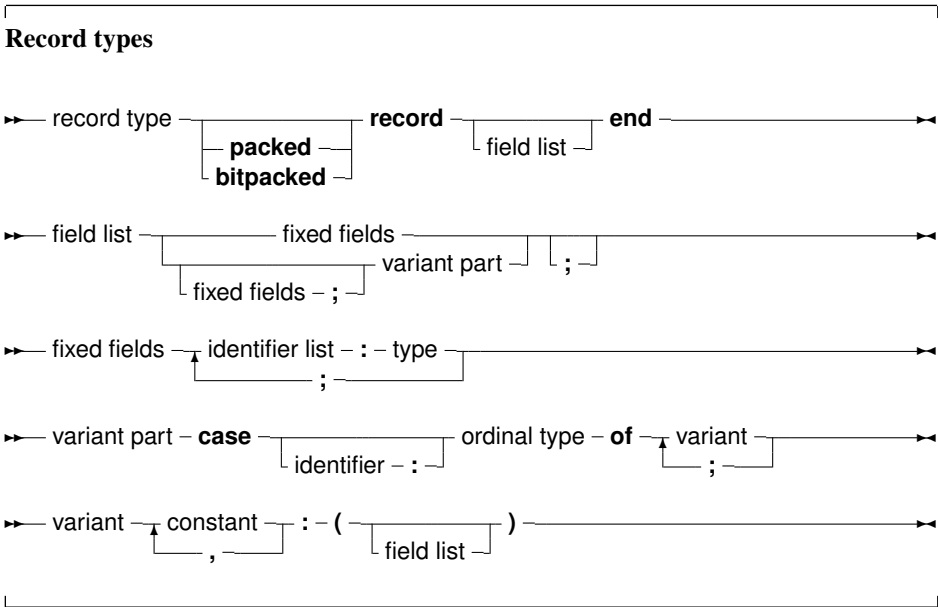 Record types
record type record end
packed field list
bitpacked
field list fixed fields
variant part ;
fixed fields – ;
fixed fields identifier list – : – type
;
variant part – case ordinal type – of variant
identifier – : ;
variant constant : – ( )
, field list